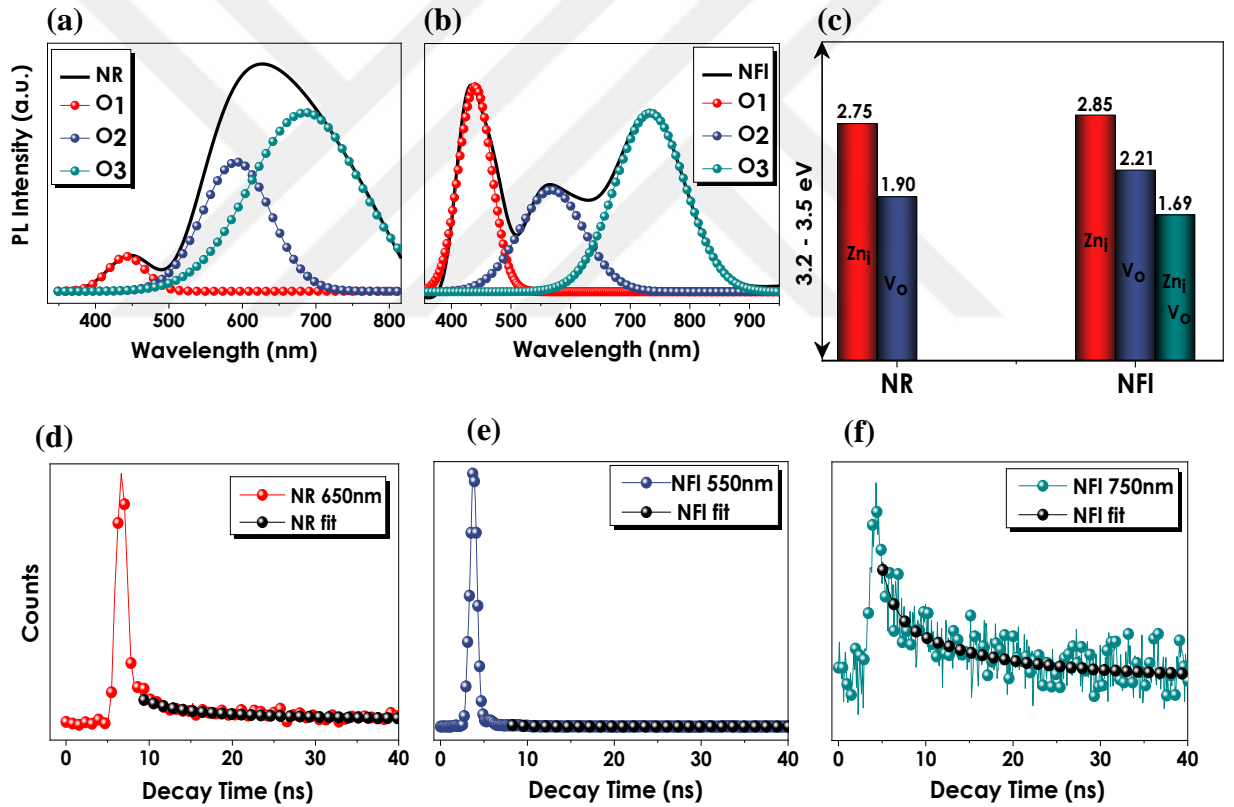 (a)
NR
O1
O2
O3
PL Intensity (a.u.)
400 500 600 700 800
Wavelength (nm)
(b)
NFl
O1
O2
O3
400 500 600 700 800 900
Wavelength (nm)
(c)
3.2 - 3.5 eV
2.75
1.90
2.85
2.21
1.69
Zni
Vo
Zni
Vo
Zni
Vo
NR
NFl
(d)
NR 650nm
NR fit
Counts
0 10 20 30 40
Decay Time (ns)
(e)
NFl 550nm
NFl fit
0 10 20 30 40
Decay Time (ns)
(f)
NFl 750nm
NFl fit
0 10 20 30 40
Decay Time (ns)